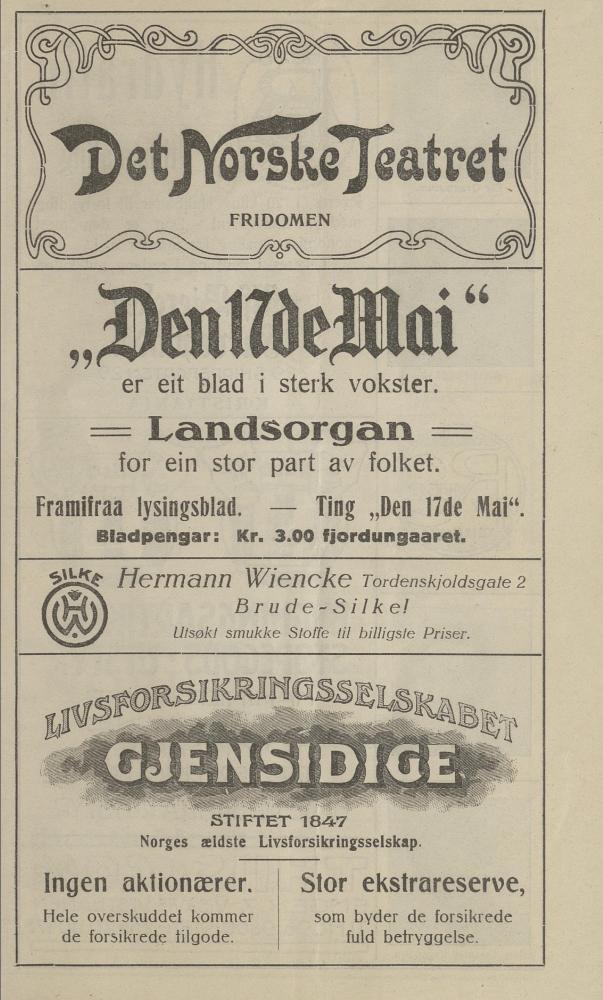 Det Norske Teatret
FRIDOMEN
„Den 17de Mai“
er eit blad i sterk vokster.
Landsorgan
for ein stor part av folket.
Framifraa lysingsblad. — Ting „Den 17de Mai“.
Bladpengar: Kr. 3.00 fjordungaaret.
SILKE
HW
Hermann Wiencke Tordenskjoldsgate 2
Brude-Silke!
Utsøkt smukke Stoffe til billigste Priser.
LIVSFORSIKRINGSSELSKABET
GJENSIDIGE
STIFTET 1847
Norges ældste Livsforsikringsselskap.
Ingen aktionærer.
Hele overskuddet kommer
de forsikrede tilgode.
Stor ekstrareserve,
som byder de forsikrede
fuld betryggelse.